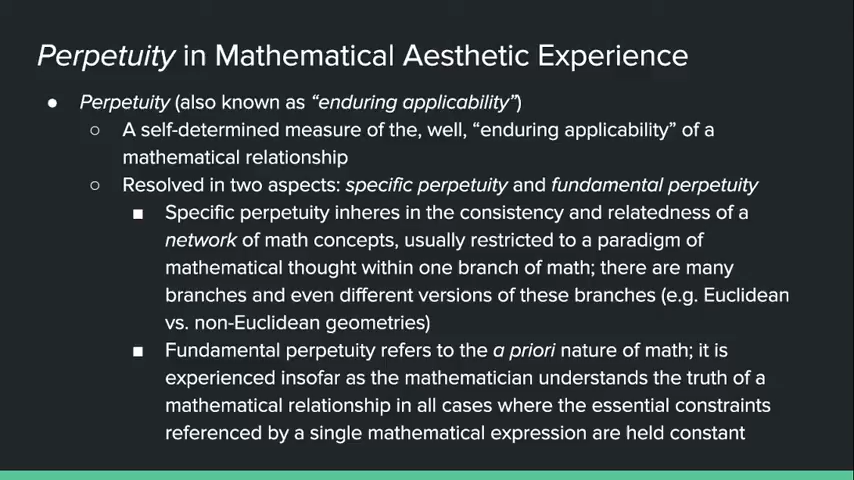 Perpetuity in Mathematical Aesthetic Experience
● Perpetuity (also known as “enduring applicability”)
○ A self-determined measure of the, well, “enduring applicability” of a
mathematical relationship
○ Resolved in two aspects: specific perpetuity and fundamental perpetuity
■ Specific perpetuity inheres in the consistency and relatedness of a
network of math concepts, usually restricted to a paradigm of
mathematical thought within one branch of math; there are many
branches and even different versions of these branches (e.g. Euclidean
vs. non-Euclidean geometries)
■ Fundamental perpetuity refers to the a priori nature of math; it is
experienced insofar as the mathematician understands the truth of a
mathematical relationship in all cases where the essential constraints
referenced by a single mathematical expression are held constant